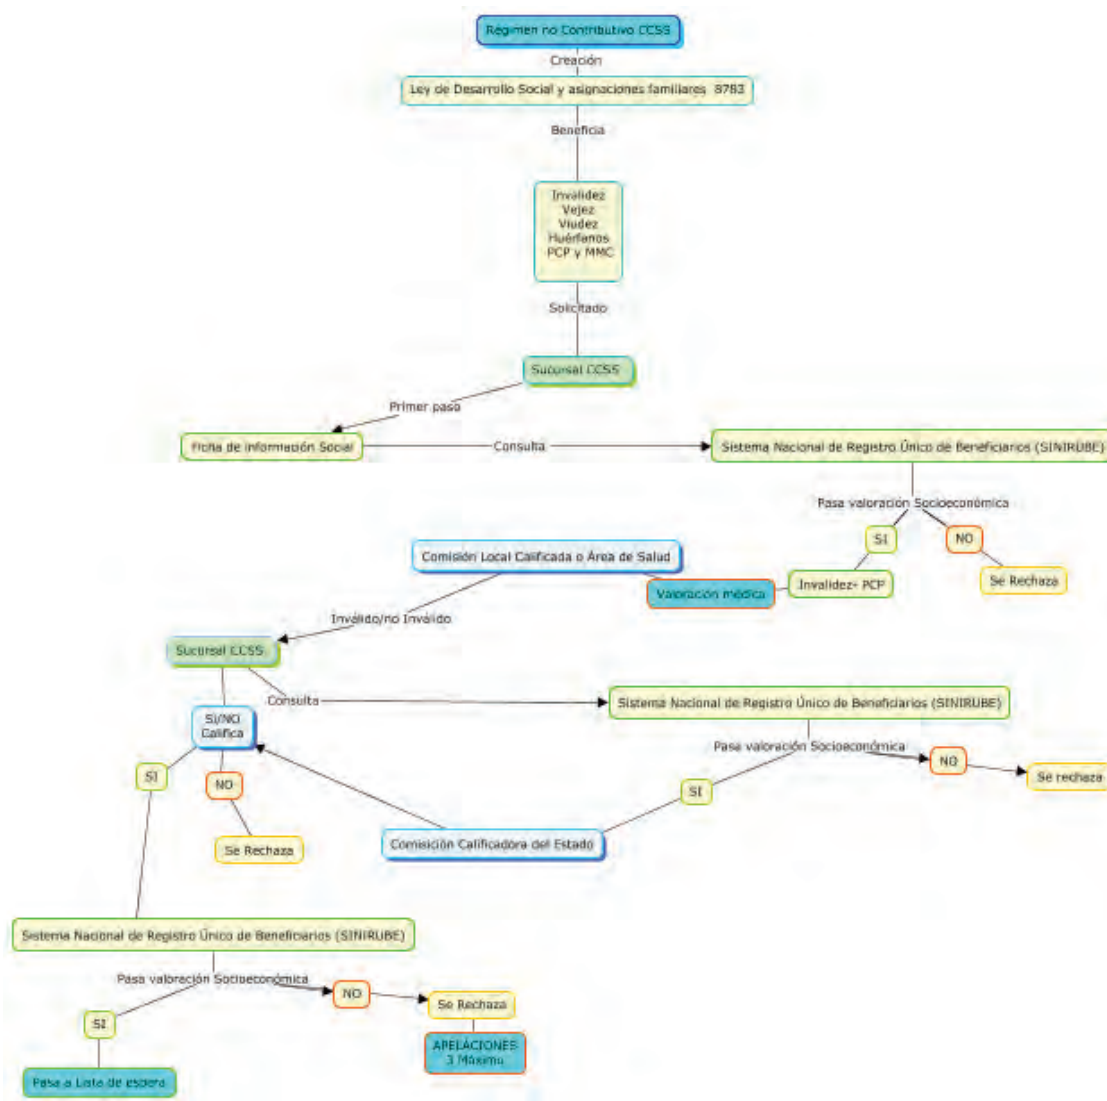 Régimen no Contributivo CCSS
Creación
Ley de Desarrollo Social y asignaciones familiares 8783
Beneficia
Invalidez
Vejez
Viudez
Huérfanos
PCP y MMC
Solicitado
Sucursal CCSS
Primer paso
Ficha de información Social
Consulta
Sistema Nacional de Registro Único de Beneficiarios (SINIRUBE)
Pasa valoración Socioeconómica
SI
NO
Se Rechaza
Invalidez- PCP
Valoración médica
Comisión Local Calificada o Área de Salud
Inválido/no Inválido
Sucursal CCSS
Consulta
Sistema Nacional de Registro Único de Beneficiarios (SINIRUBE)
Pasa valoración Socioeconómica
NO
Se rechaza
SI
Comisición Calificadora del Estado
SI/NO
Califica
SI
NO
Se Rechaza
Sistema Nacional de Registro Único de Beneficiarios (SINIRUBE)
Pasa valoración Socioeconómica
NO
Se Rechaza
APELACIONES
3 Máximo
SI
Pasa a Lista de espera